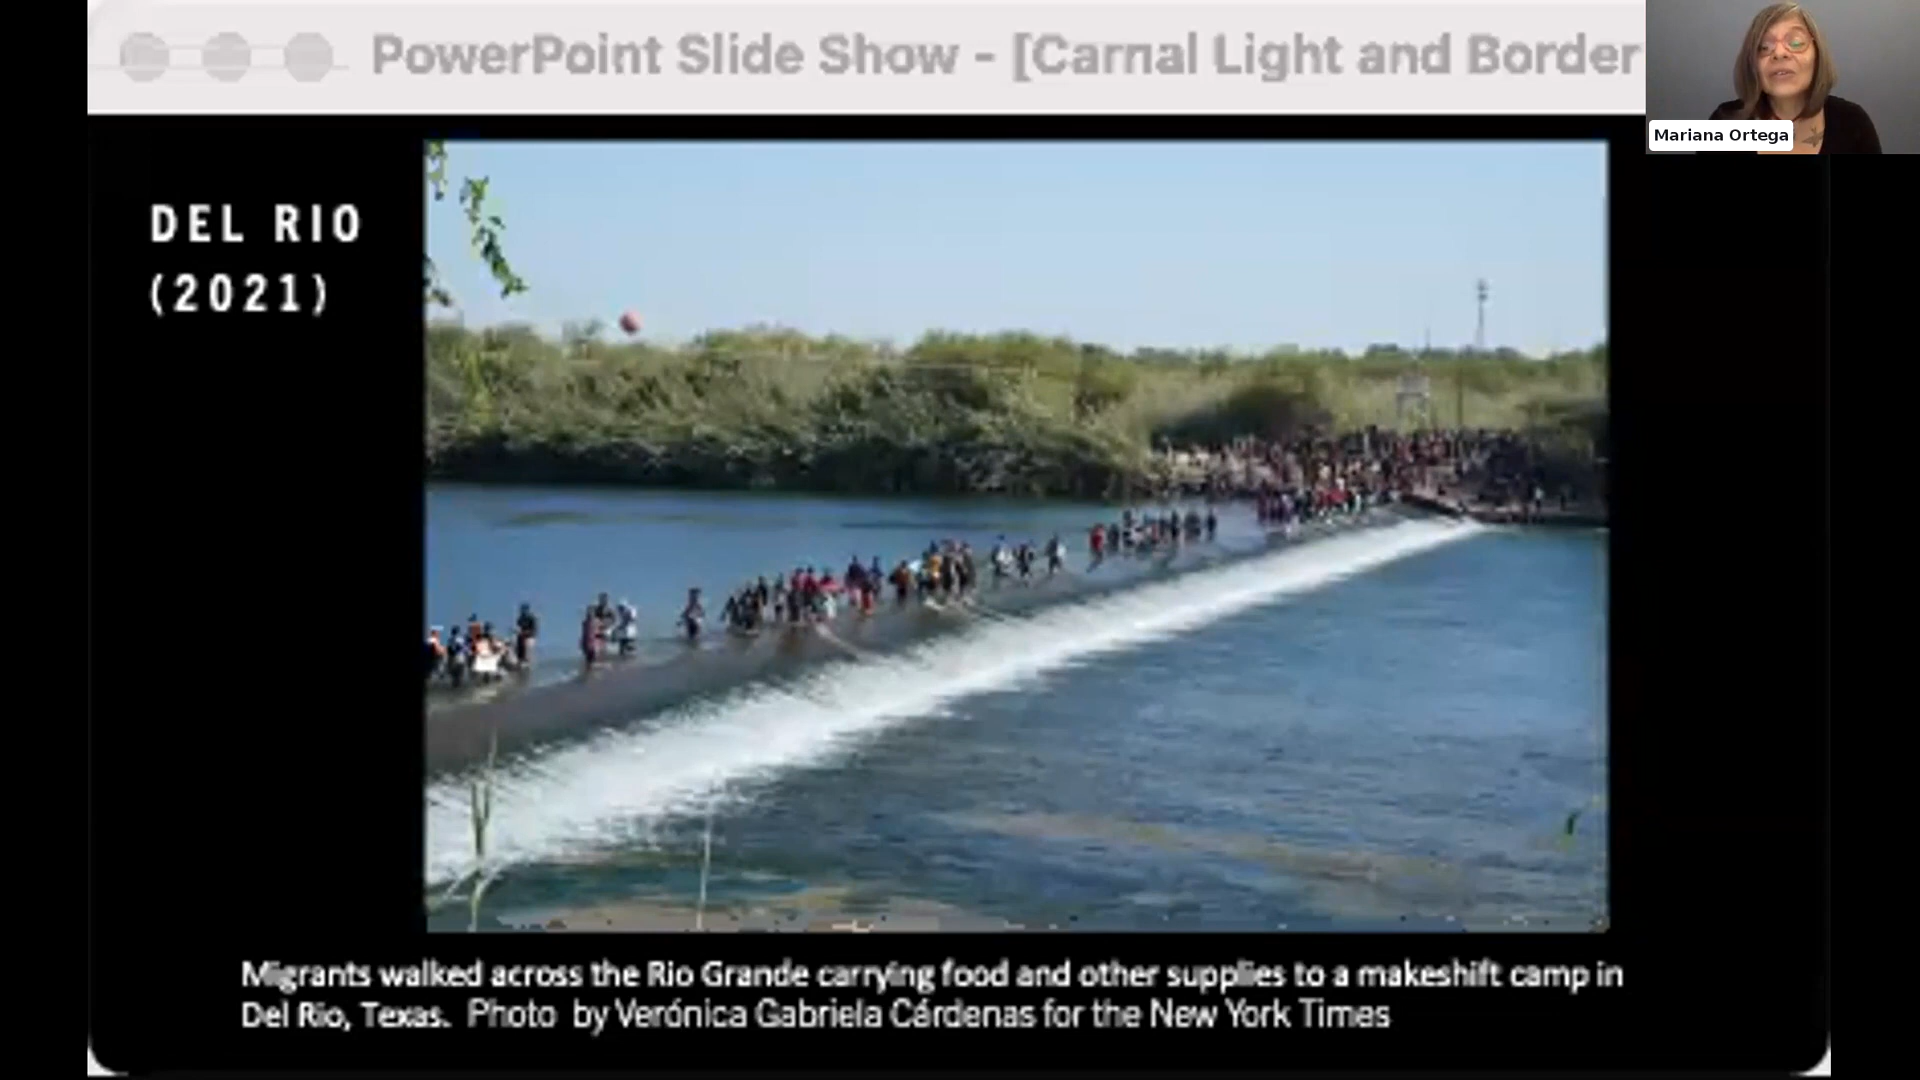 PowerPoint Slide Show - [Carnal Light and Border
Mariana Ortega
DEL RIO
(2021)
Migrants walked across the Rio Grande carrying food and other supplies to a makeshift camp in
Del Rio, Texas. Photo by Verónica Gabriela Cárdenas for the New York Times